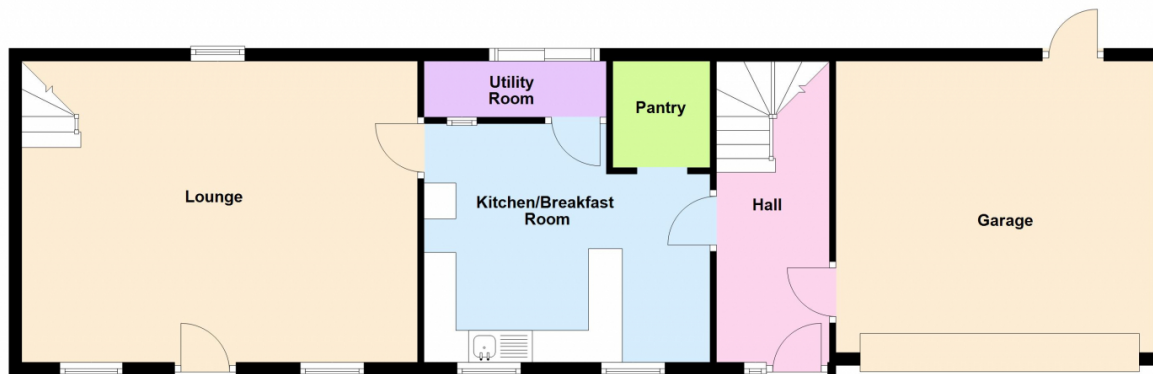 Utility
Room
Pantry
Lounge
Kitchen/Breakfast
Room
Hall
Garage